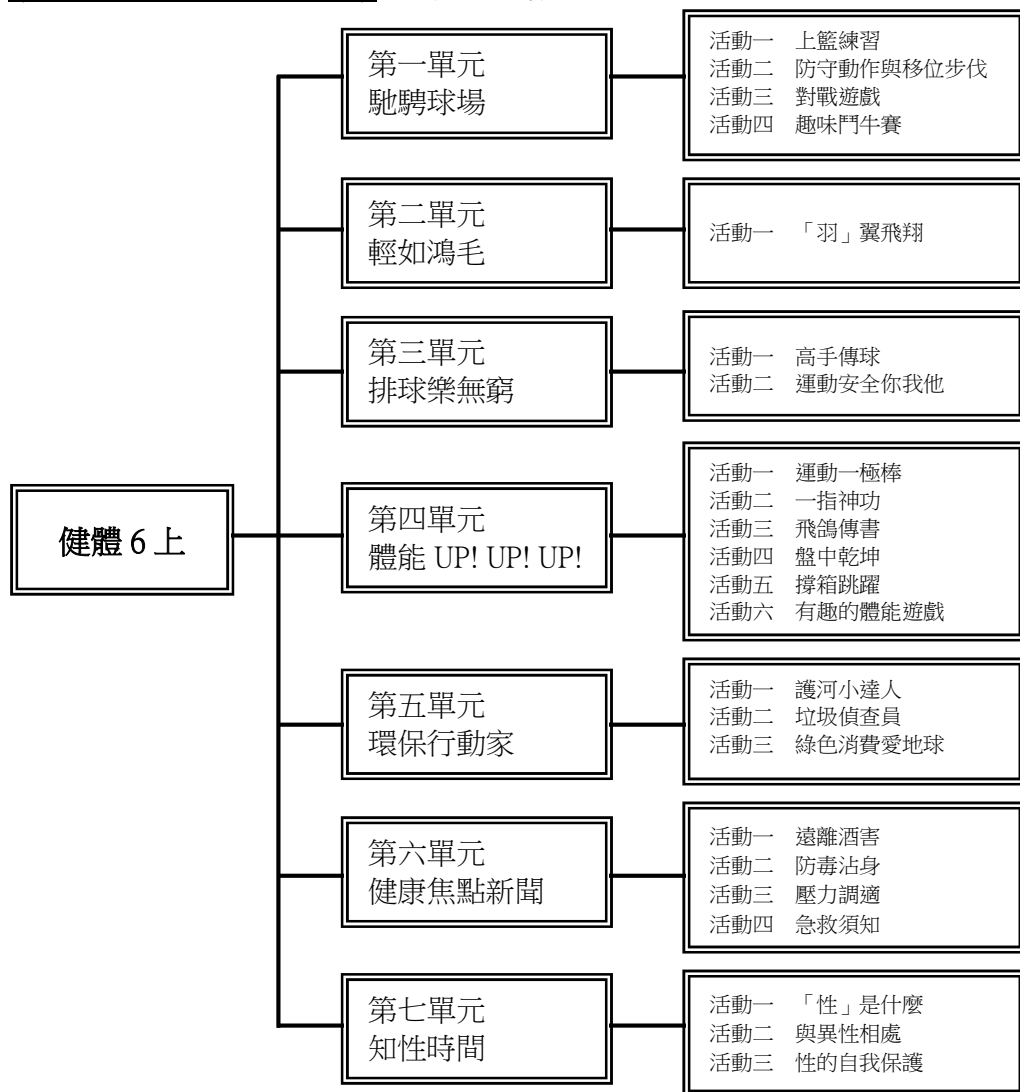 健體 6 上
第一單元
馳騁球場
活動一 上籃練習
活動二 防守動作與移位步伐
活動三 對戰遊戲
活動四 趣味鬥牛賽
第二單元
輕如鴻毛
活動一 「羽」翼飛翔
第三單元
排球樂無窮
活動一 高手傳球
活動二 運動安全你我他
第四單元
體能 UP! UP! UP!
活動一 運動一極棒
活動二 一指神功
活動三 飛鴿傳書
活動四 盤中乾坤
活動五 撐箱跳躍
活動六 有趣的體能遊戲
第五單元
環保行動家
活動一 護河小達人
活動二 垃圾偵查員
活動三 綠色消費愛地球
第六單元
健康焦點新聞
活動一 遠離酒害
活動二 防毒沾身
活動三 壓力調適
活動四 急救須知
第七單元
知性時間
活動一 「性」是什麼
活動二 與異性相處
活動三 性的自我保護